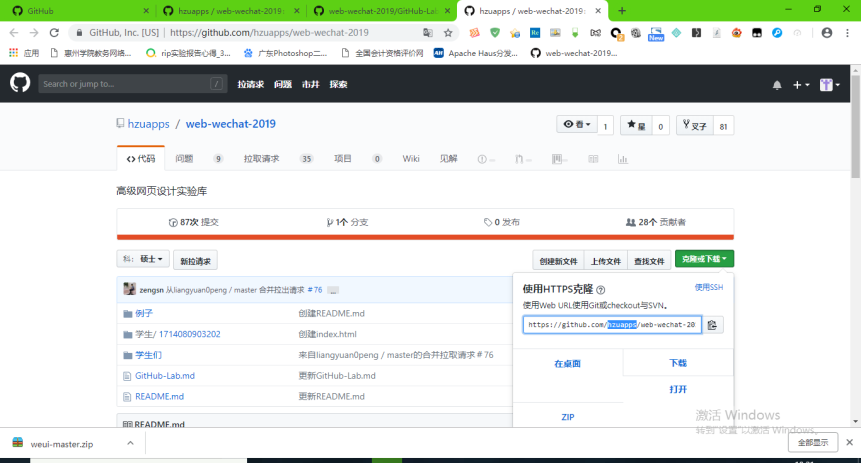 GitHub
hzuapps / web-wechat-2019:
web-wechat-2019/GitHub-Lab.
hzuapps / web-wechat-2019:
GitHub, Inc. [US] | https://github.com/hzuapps/web-wechat-2019
应用 惠州学院教务网络... rip实验报告心得_3... 广东Photoshop二... 全国会计资格评价网 Apache Haus分发... web-wechat-2019...
New
Search or jump to... / 拉请求 问题 市井 探索
hzuapps / web-wechat-2019
看 1 星 0 叉子 81
代码 问题 9 拉取请求 35 项目 0 Wiki 见解
高级网页设计实验库
87次 提交 1个 分支 0 发布 28个 贡献者
科: 硕士 新拉请求 创建新文件 上传文件 查找文件 克隆或下载
zengsn 从liangyuan0peng / master 合并拉出请求 #76 ...
例子 创建README.md
学生/ 1714080903202 创建index.html
学生们 来自liangyuan0peng / master的合并拉取请求＃76
GitHub-Lab.md 更新GitHub-Lab.md
README.md 更新README.md
README.md
使用HTTPS克隆 使用SSH
使用Web URL使用Git或checkout与SVN。
https://github.com/hzuapps/web-wechat-20
在桌面 下载
打开
ZIP
激活 Windows
转到"设置"以激活 Windows。
weui-master.zip 全部显示